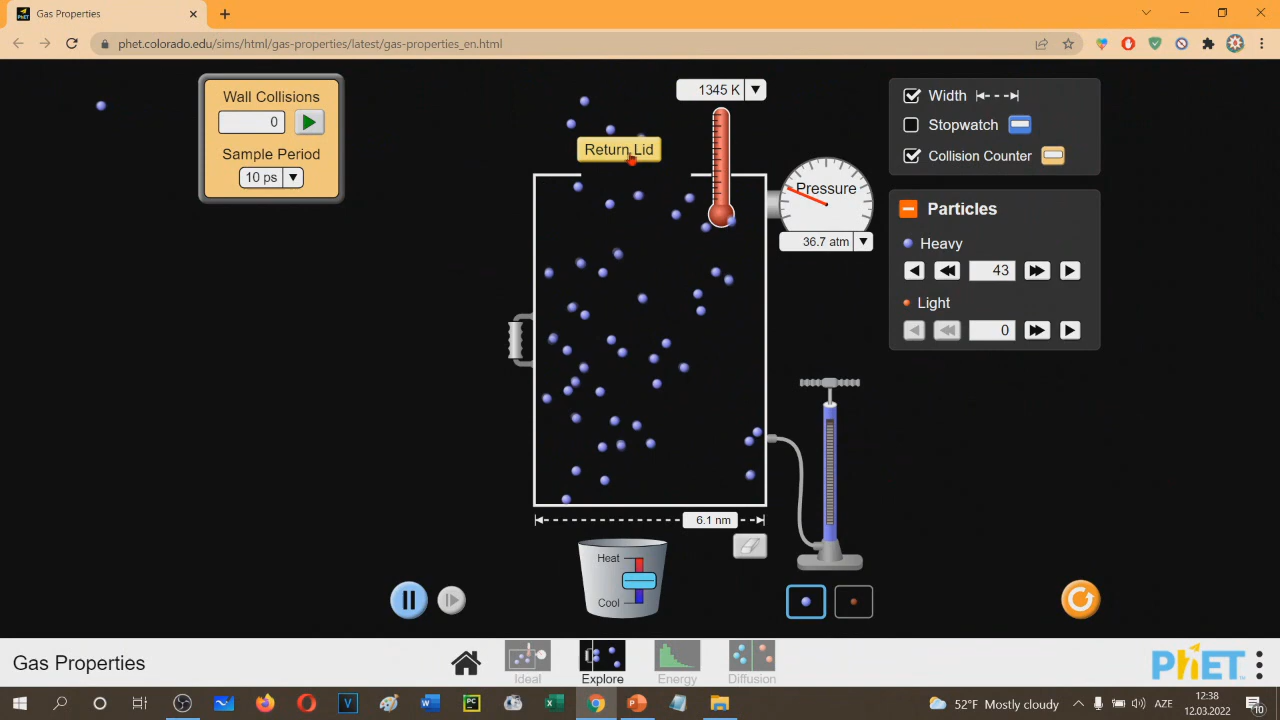 Gas Properties
phet.colorado.edu/sims/html/gas-properties/latest/gas-properties_en.html
Wall Collisions
0
Sample Period
10 ps
Return Lid
1345 K
Pressure
36.7 atm
Width
Stopwatch
Collision Counter
Particles
Heavy
43
Light
0
6.1 nm
Heat
Cool
Gas Properties
Ideal
Explore
Energy
Diffusion
PhET
52°F Mostly cloudy
AZE
12:38
12.03.2022
10